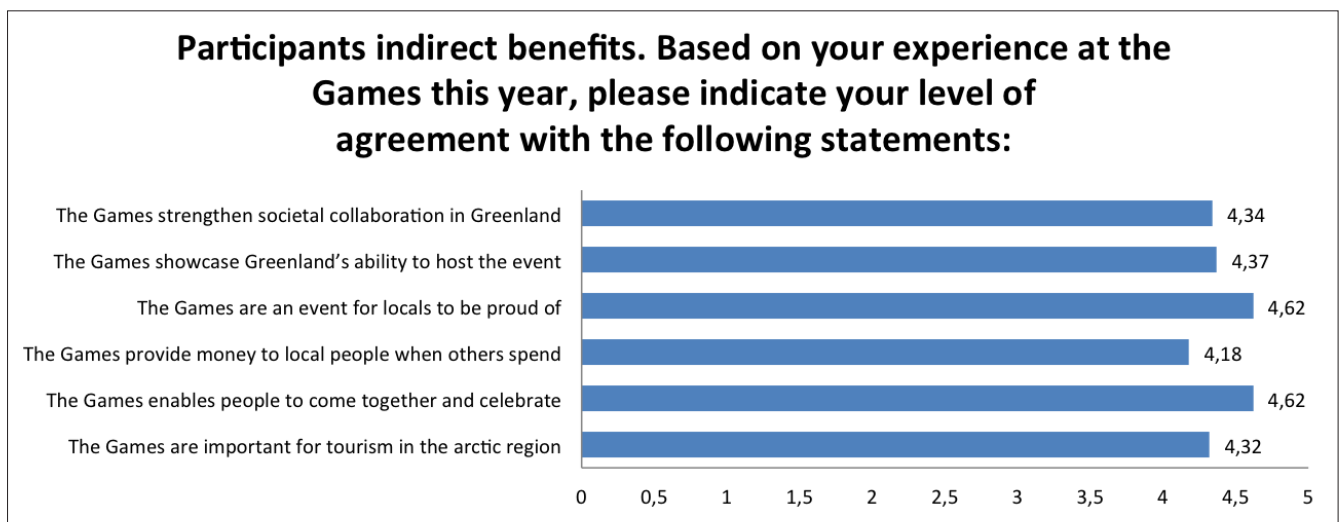 Participants indirect benefits. Based on your experience at the
Games this year, please indicate your level of
agreement with the following statements:
The Games strengthen societal collaboration in Greenland 4,34
The Games showcase Greenland’s ability to host the event 4,37
The Games are an event for locals to be proud of 4,62
The Games provide money to local people when others spend 4,18
The Games enables people to come together and celebrate 4,62
The Games are important for tourism in the arctic region 4,32
0 0,5 1 1,5 2 2,5 3 3,5 4 4,5 5